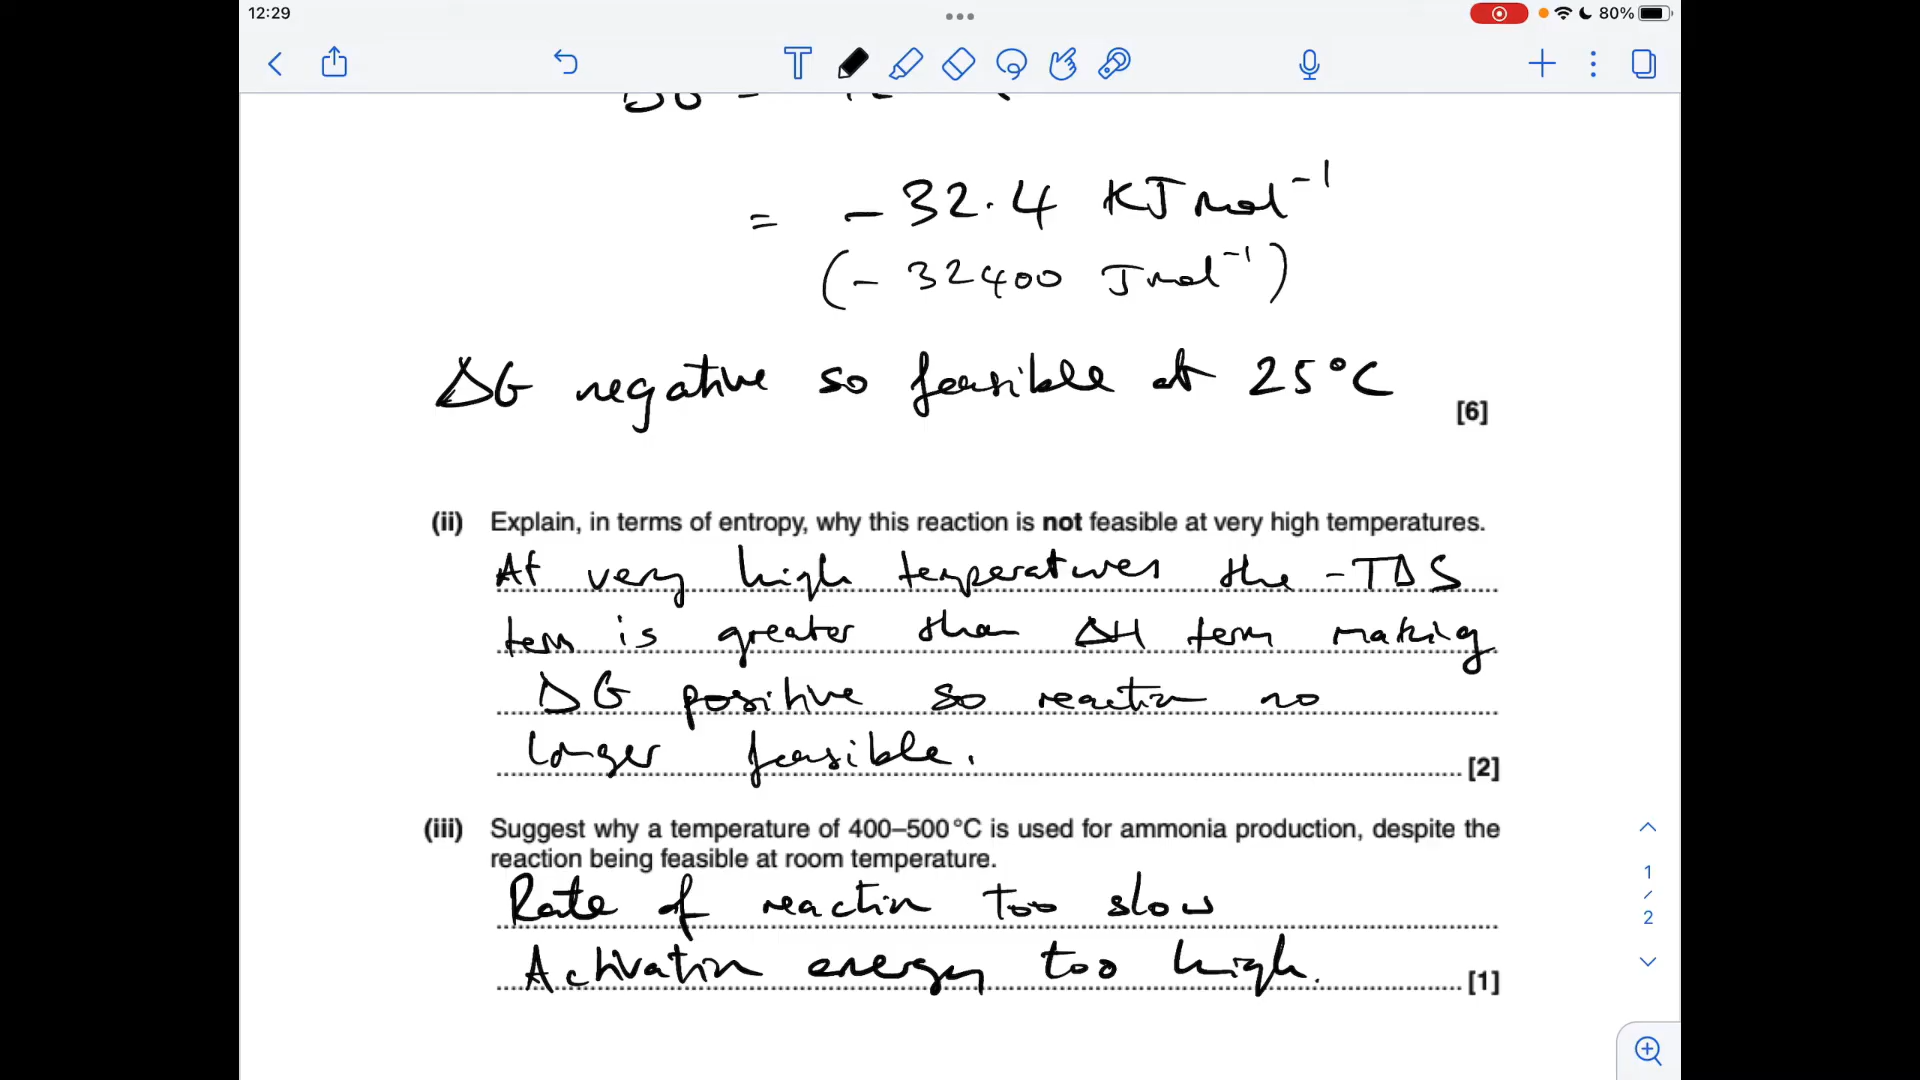 12:29
80%
= - 32.4 KJ mol⁻¹
(- 32400 J mol⁻¹)
ΔG negative so feasible at 25°C
[6]
(ii) Explain, in terms of entropy, why this reaction is not feasible at very high temperatures.
At very high temperatures the -TΔS
term is greater than ΔH term making
ΔG positive so reaction no
longer feasible.
[2]
(iii) Suggest why a temperature of 400–500°C is used for ammonia production, despite the
reaction being feasible at room temperature.
Rate of reaction too slow
Activation energy too high.
[1]
1
/
2